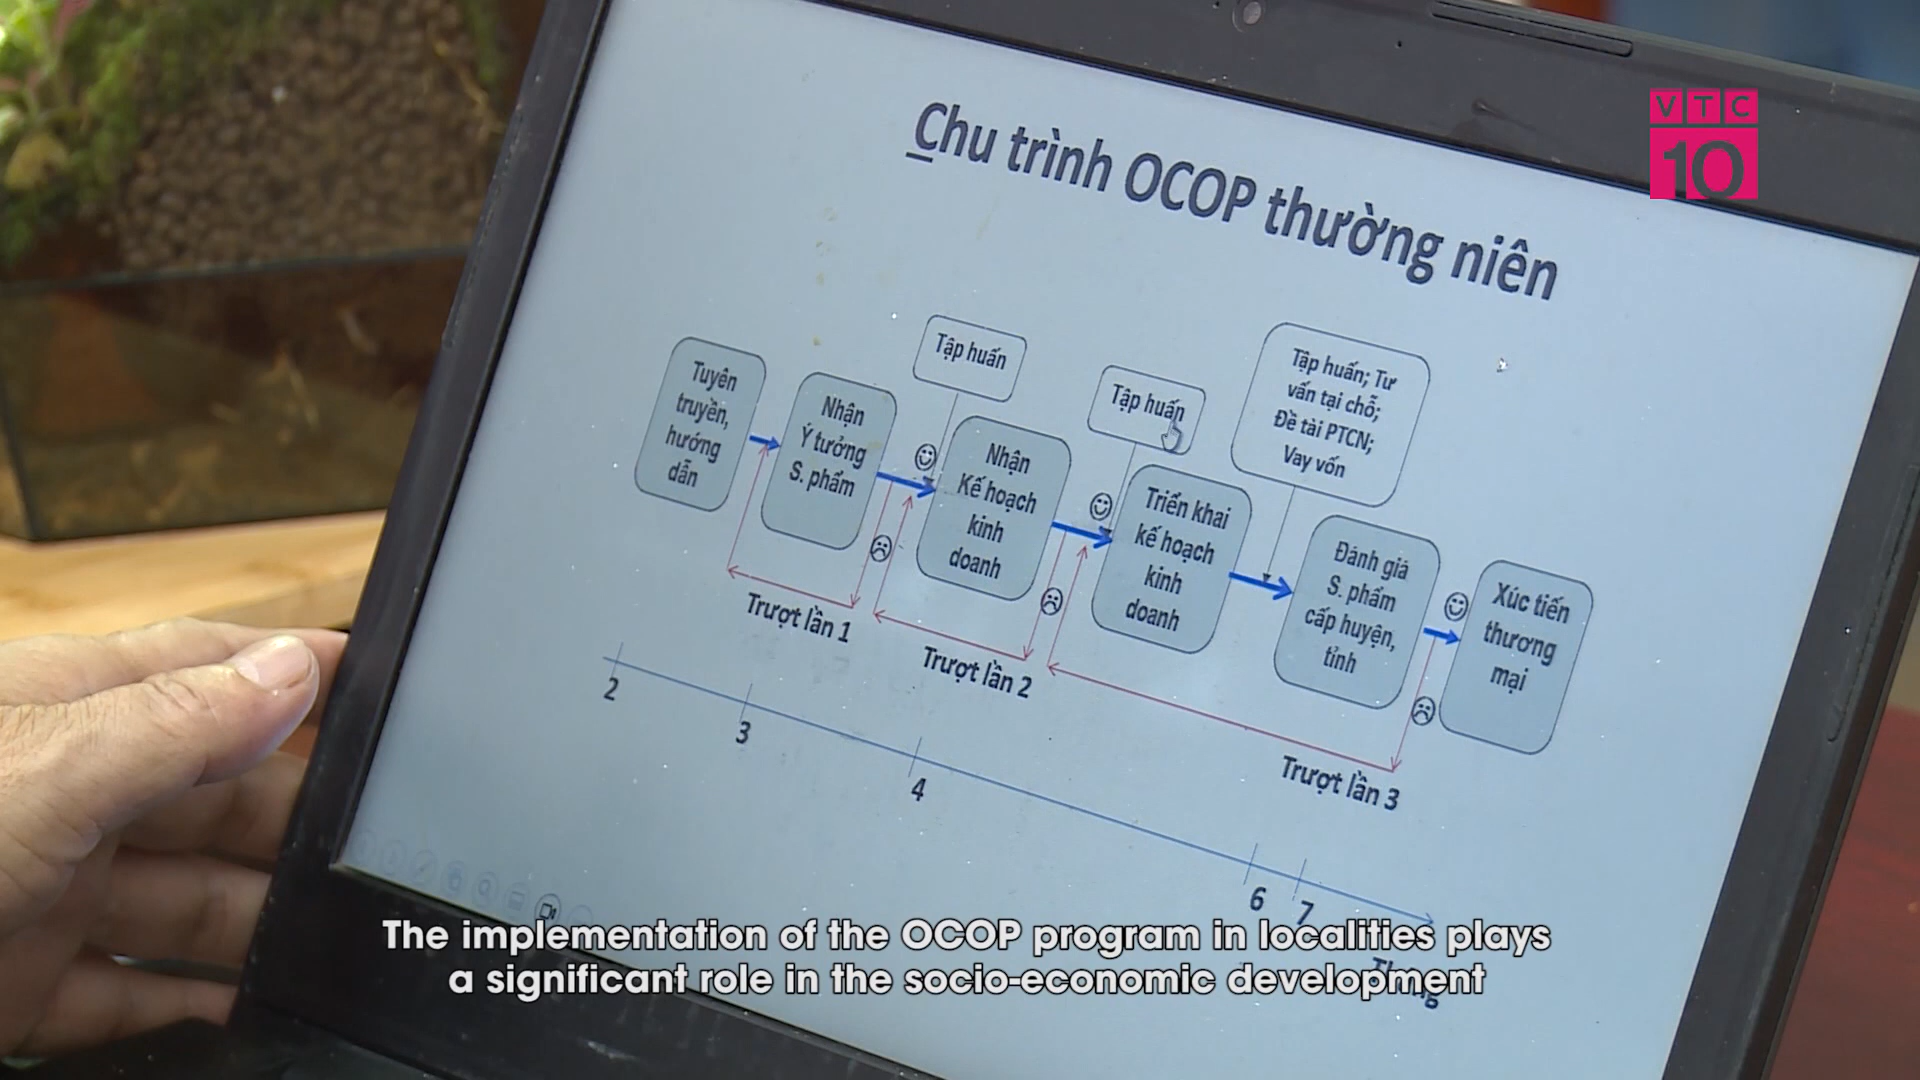 VTC
10
Chu trình OCOP thường niên
Tuyên
truyền,
hướng
dẫn
Nhận
Ý tưởng
S. phẩm
Tập huấn
Nhận
Kế hoạch
kinh
doanh
Tập huấn
Triển khai
kế hoạch
kinh
doanh
Tập huấn; Tư
vấn tại chỗ;
Đề tài PTCN;
Vay vốn
Đánh giá
S. phẩm
cấp huyện,
tỉnh
Xúc tiến
thương
mại
Trượt lần 1
Trượt lần 2
Trượt lần 3
2
3
4
6
7
The implementation of the OCOP program in localities plays
a significant role in the socio-economic development